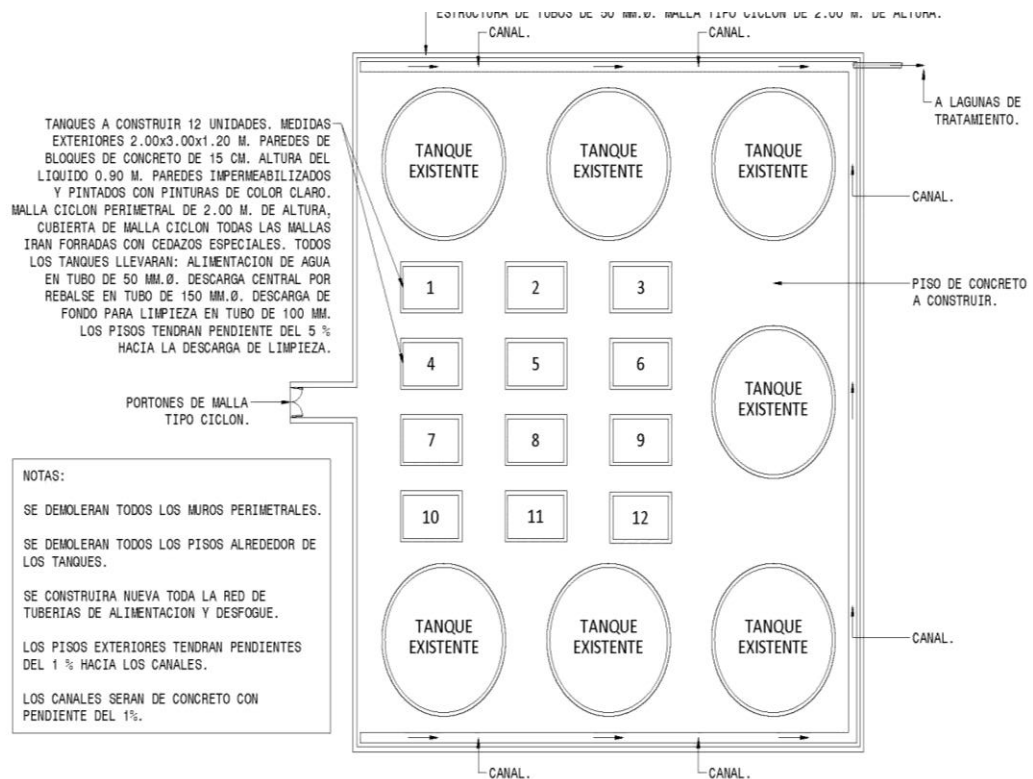 ESTRUCTURA DE TUBOS DE 50 MM.Ø. MALLA TIPO CICLON DE 2.00 M. DE ALTURA.
CANAL.
CANAL.
A LAGUNAS DE
TRATAMIENTO.
TANQUES A CONSTRUIR 12 UNIDADES. MEDIDAS
EXTERIORES 2.00x3.00x1.20 M. PAREDES DE
BLOQUES DE CONCRETO DE 15 CM. ALTURA DEL
LIQUIDO 0.90 M. PAREDES IMPERMEABILIZADOS
Y PINTADOS CON PINTURAS DE COLOR CLARO.
MALLA CICLON PERIMETRAL DE 2.00 M. DE ALTURA,
CUBIERTA DE MALLA CICLON TODAS LAS MALLAS
IRAN FORRADAS CON CEDAZOS ESPECIALES. TODOS
LOS TANQUES LLEVARAN: ALIMENTACION DE AGUA
EN TUBO DE 50 MM.Ø. DESCARGA CENTRAL POR
REBALSE EN TUBO DE 150 MM.Ø. DESCARGA DE
FONDO PARA LIMPIEZA EN TUBO DE 100 MM.
LOS PISOS TENDRAN PENDIENTE DEL 5 %
HACIA LA DESCARGA DE LIMPIEZA.
TANQUE
EXISTENTE
TANQUE
EXISTENTE
TANQUE
EXISTENTE
CANAL.
1
2
3
PISO DE CONCRETO
A CONSTRUIR.
4
5
6
TANQUE
EXISTENTE
PORTONES DE MALLA
TIPO CICLON.
7
8
9
10
11
12
NOTAS:
SE DEMOLERAN TODOS LOS MUROS PERIMETRALES.
SE DEMOLERAN TODOS LOS PISOS ALREDEDOR DE
LOS TANQUES.
SE CONSTRUIRA NUEVA TODA LA RED DE
TUBERIAS DE ALIMENTACION Y DESFOGUE.
LOS PISOS EXTERIORES TENDRAN PENDIENTES
DEL 1 % HACIA LOS CANALES.
LOS CANALES SERAN DE CONCRETO CON
PENDIENTE DEL 1%.
TANQUE
EXISTENTE
TANQUE
EXISTENTE
TANQUE
EXISTENTE
CANAL.
CANAL.
CANAL.